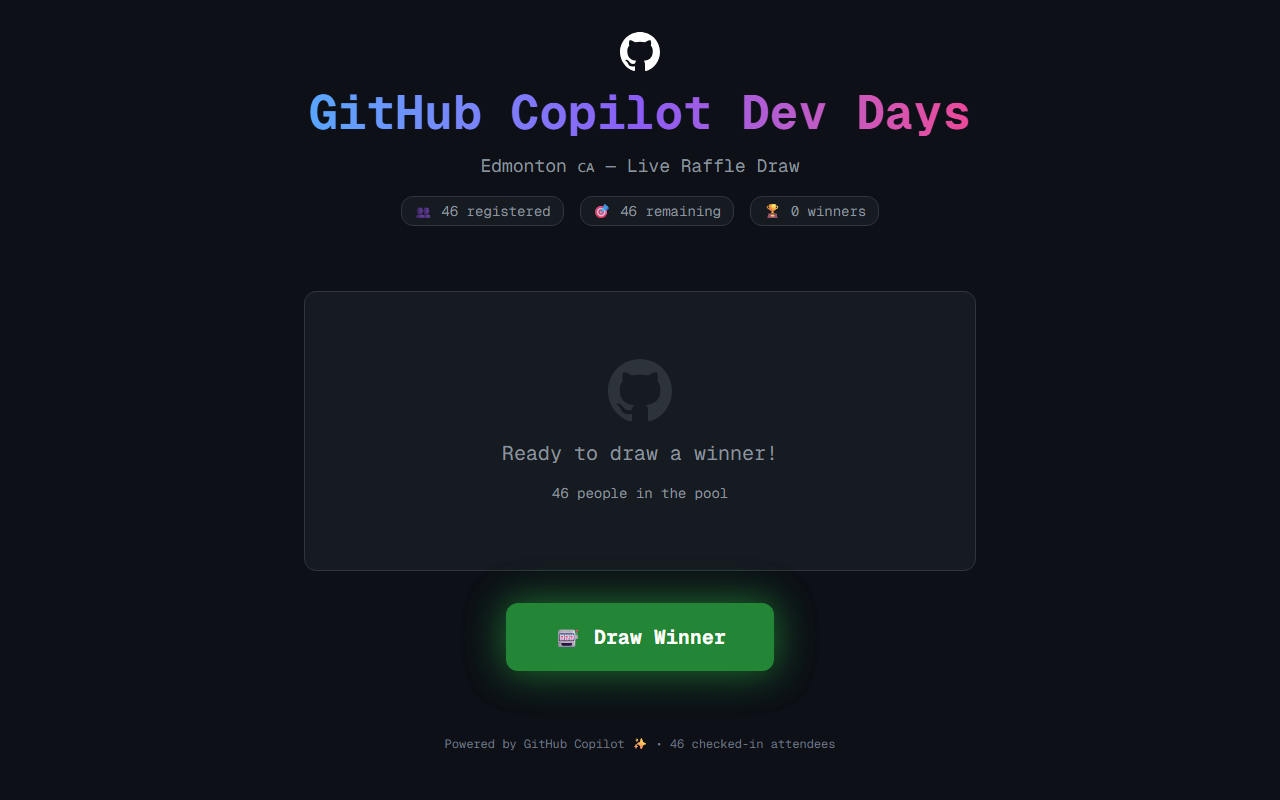 GitHub Copilot Dev Days
Edmonton 🇨🇦 — Live Raffle Draw
👥 46 registered
🎯 46 remaining
🏆 0 winners
Ready to draw a winner!
46 people in the pool
🎰 Draw Winner
Powered by GitHub Copilot ✨ • 46 checked-in attendees